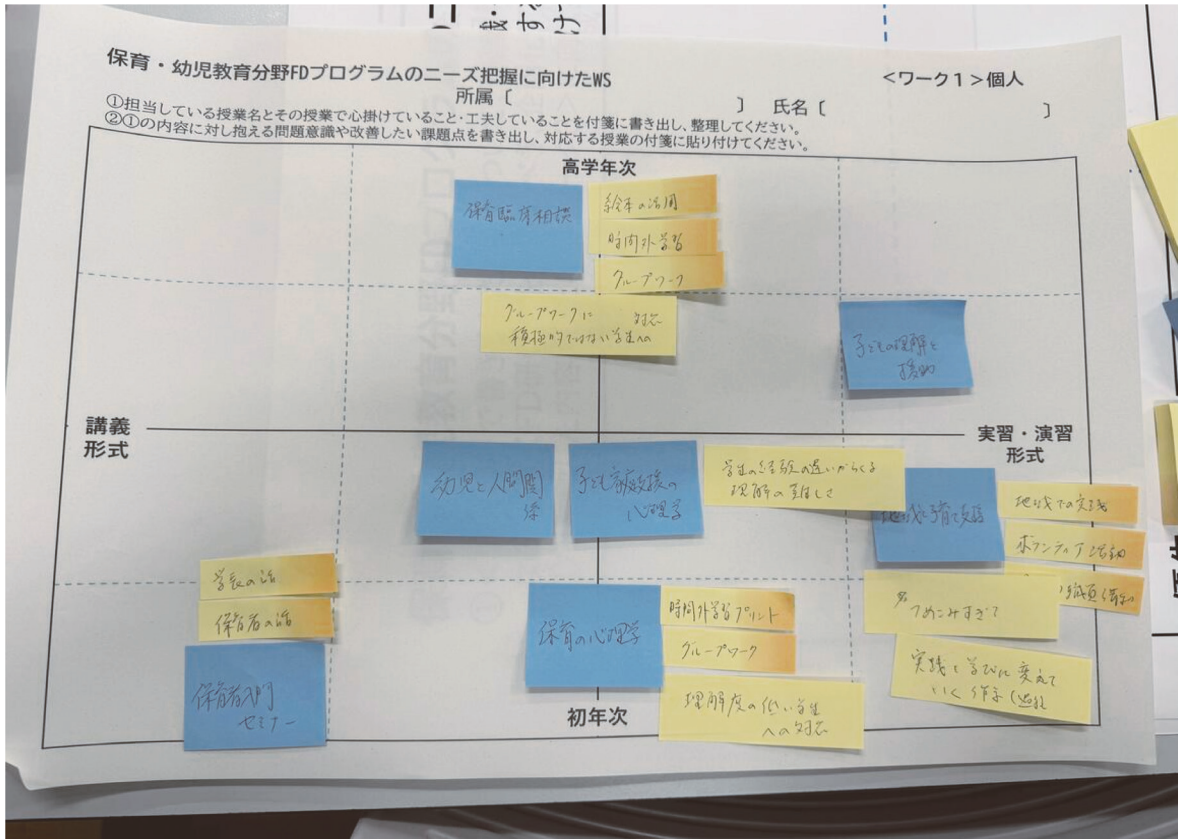 保育・幼児教育分野FDプログラムのニーズ把握に向けたWS
<ワーク1>個人
所属〔 〕 氏名〔 〕
①担当している授業名とその授業で心掛けていること・工夫していることを付箋に書き出し、整理してください。
②①の内容に対し抱える問題意識や改善したい課題点を書き出し、対応する授業の付箋に貼り付けてください。
高学年次
保育臨床相談
絵本の活用
時間外学習
グループワーク
グループワークに 対応
積極的ではない学生への
子どもの理解と
援助
講義
形式
実習・演習
形式
幼児と人間関
係
子ども家庭支援の
心理学
学生の経験の違いからくる
理解の難しさ
地域と子育て支援
地域での実践
ボランティア活動
つめこみすぎて
実践を学びに変えて
いく
学長の話
保育者の話
保育者入門
セミナー
保育の心理学
時間外学習プリント
グループワーク
理解度の低い学生
への対応
初年次